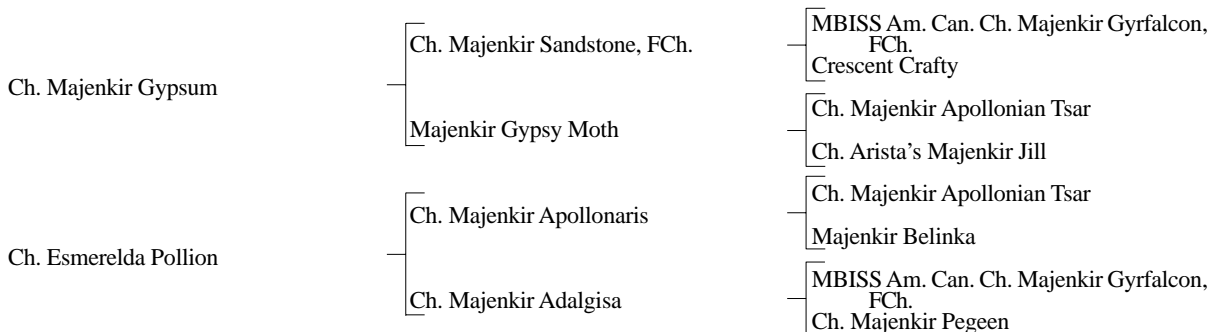 MBISS Am. Can. Ch. Majenkir Gyrfalcon,
FCh.
Ch. Majenkir Sandstone, FCh.
Crescent Crafty
Ch. Majenkir Gypsum
Ch. Majenkir Apollonian Tsar
Majenkir Gypsy Moth
Ch. Arista's Majenkir Jill
Ch. Majenkir Apollonian Tsar
Ch. Majenkir Apollonaris
Majenkir Belinka
Ch. Esmerelda Pollion
MBISS Am. Can. Ch. Majenkir Gyrfalcon,
FCh.
Ch. Majenkir Adalgisa
Ch. Majenkir Pegeen